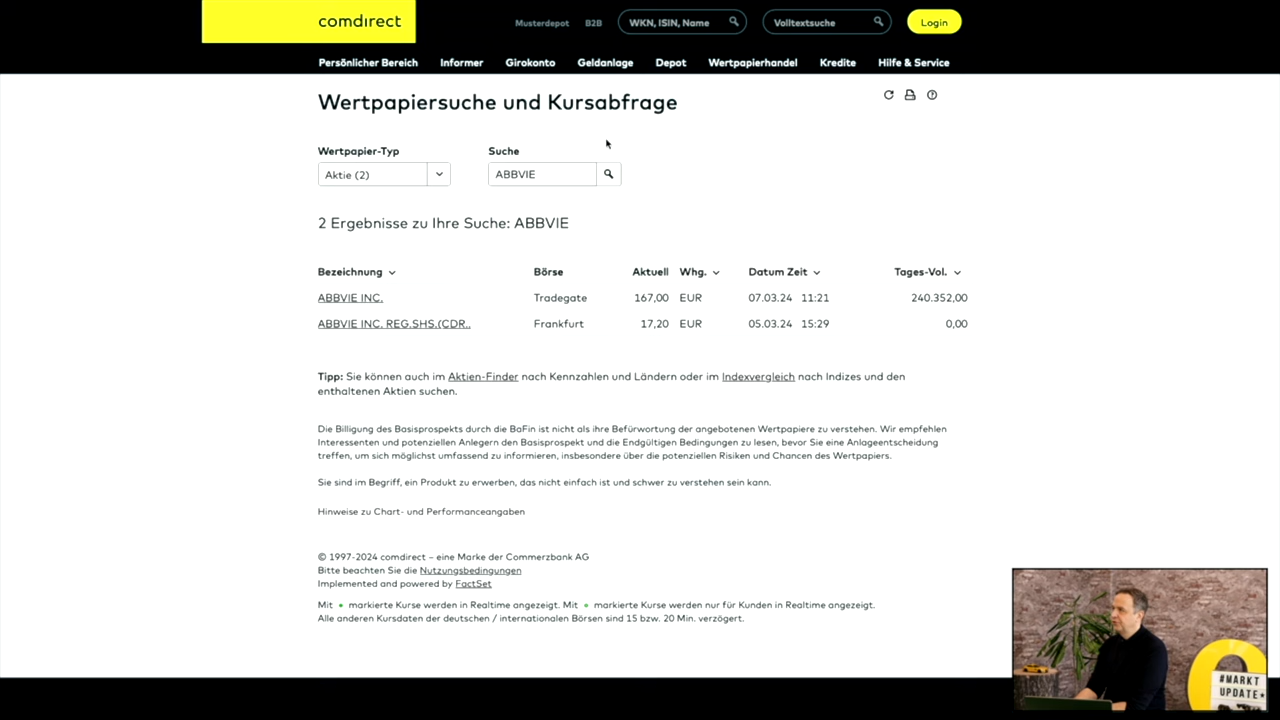 comdirect
Musterdepot B2B WKN, ISIN, Name Volltextsuche Login
Persönlicher Bereich Informer Girokonto Geldanlage Depot Wertpapierhandel Kredite Hilfe & Service
Wertpapiersuche und Kursabfrage
Wertpapier-Typ Suche
Aktie (2) ABBVIE
2 Ergebnisse zu Ihre Suche: ABBVIE
Bezeichnung Börse Aktuell Whg. Datum Zeit Tages-Vol.
ABBVIE INC. Tradegate 167,00 EUR 07.03.24 11:21 240.352,00
ABBVIE INC. REG.SHS.(CDR.. Frankfurt 17,20 EUR 05.03.24 15:29 0,00
Tipp: Sie können auch im Aktien-Finder nach Kennzahlen und Ländern oder im Indexvergleich nach Indizes und den
enthaltenen Aktien suchen.
Die Billigung des Basisprospekts durch die BaFin ist nicht als ihre Befürwortung der angebotenen Wertpapiere zu verstehen. Wir empfehlen
Interessenten und potenziellen Anlegern den Basisprospekt und die Endgültigen Bedingungen zu lesen, bevor Sie eine Anlageentscheidung
treffen, um sich möglichst umfassend zu informieren, insbesondere über die potenziellen Risiken und Chancen des Wertpapiers.
Sie sind im Begriff, ein Produkt zu erwerben, das nicht einfach ist und schwer zu verstehen sein kann.
Hinweise zu Chart- und Performanceangaben
© 1997-2024 comdirect – eine Marke der Commerzbank AG
Bitte beachten Sie die Nutzungsbedingungen
Implemented and powered by FactSet
Mit • markierte Kurse werden in Realtime angezeigt. Mit • markierte Kurse werden nur für Kunden in Realtime angezeigt.
Alle anderen Kursdaten der deutschen / internationalen Börsen sind 15 bzw. 20 Min. verzögert.
#MARKT
UPDATE★